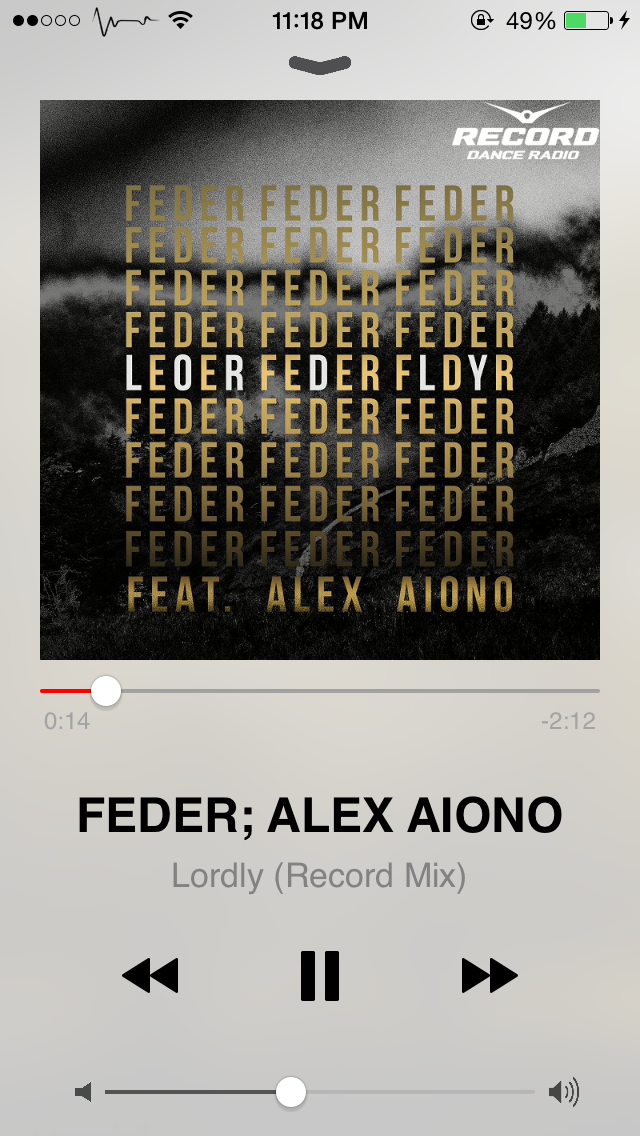 11:18 PM
49%
RECORD
DANCE RADIO
FEDER FEDER FEDER
FEDER FEDER FEDER
FEDER FEDER FEDER
FEDER FEDER FEDER
LEOER FEDER FLDYR
FEDER FEDER FEDER
FEDER FEDER FEDER
FEDER FEDER FEDER
FEDER FEDER FEDER
FEAT. ALEX AIONO
0:14
-2:12
FEDER; ALEX AIONO
Lordly (Record Mix)